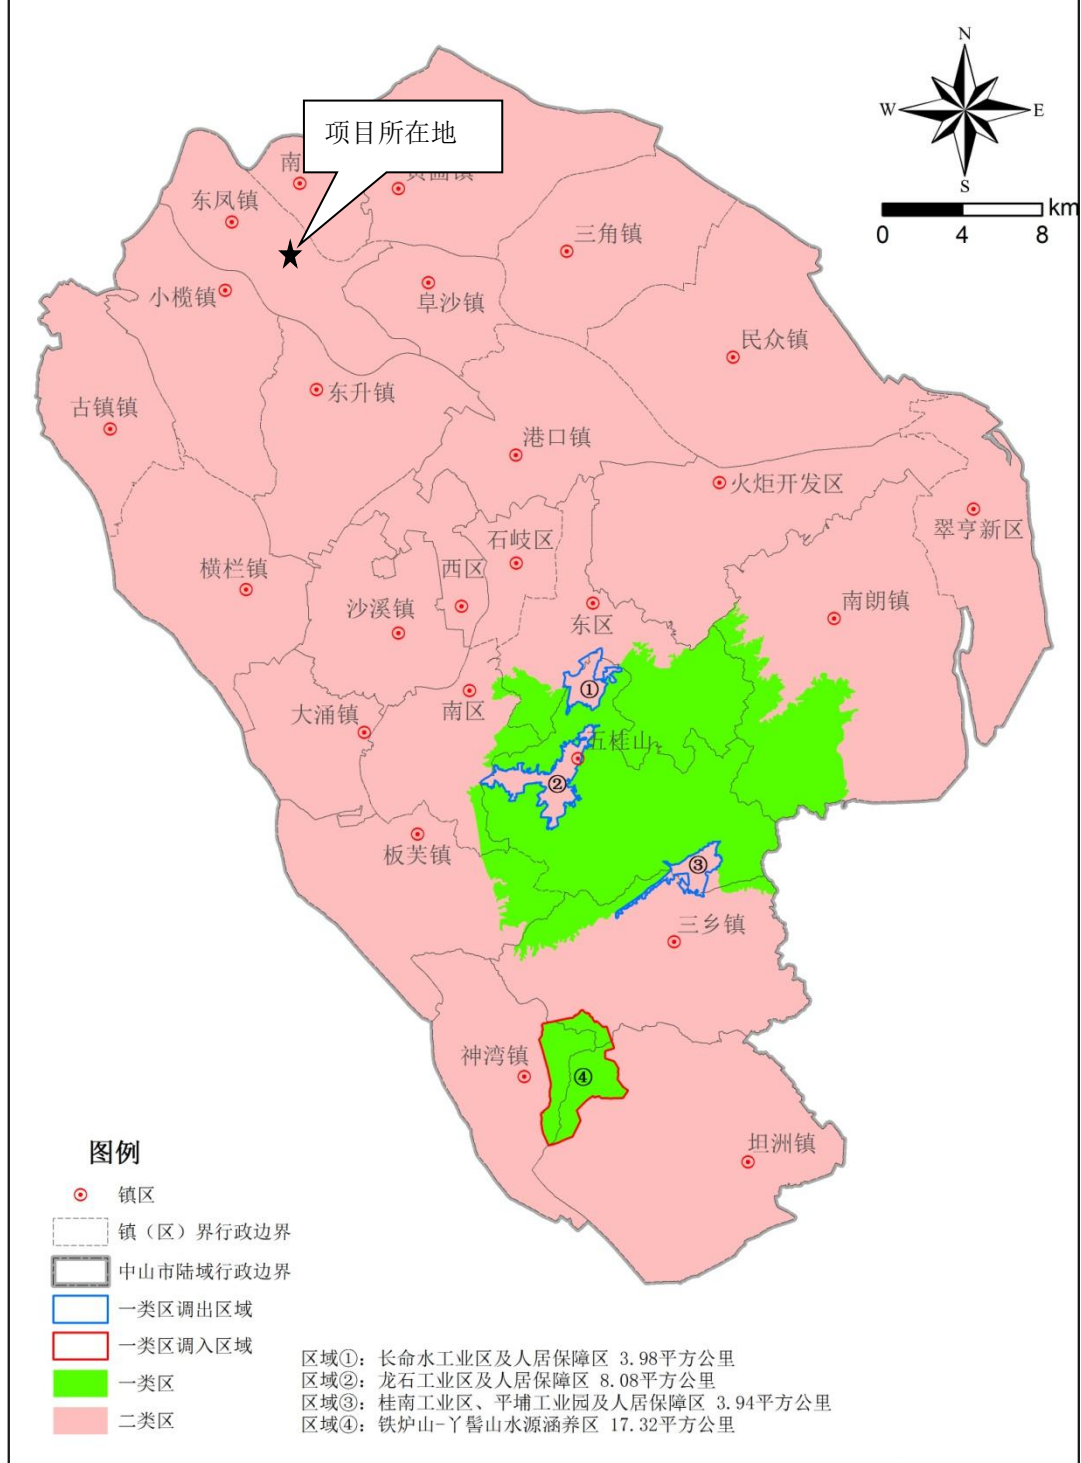 N
W
E
S
km
0 4 8
项目所在地
南
黄圃镇
东凤镇
三角镇
小榄镇
阜沙镇
民众镇
古镇镇
东升镇
港口镇
火炬开发区
翠亨新区
石岐区
横栏镇
西区
沙溪镇
东区
南朗镇
①
南区
大涌镇
五桂山
②
板芙镇
③
三乡镇
神湾镇
④
坦洲镇
图例
镇区
镇（区）界行政边界
中山市陆域行政边界
一类区调出区域
一类区调入区域
一类区
二类区
区域①: 长命水工业区及人居保障区 3.98平方公里
区域②: 龙石工业区及人居保障区 8.08平方公里
区域③: 桂南工业区、平埔工业园及人居保障区 3.94平方公里
区域④: 铁炉山-丫髻山水源涵养区 17.32平方公里